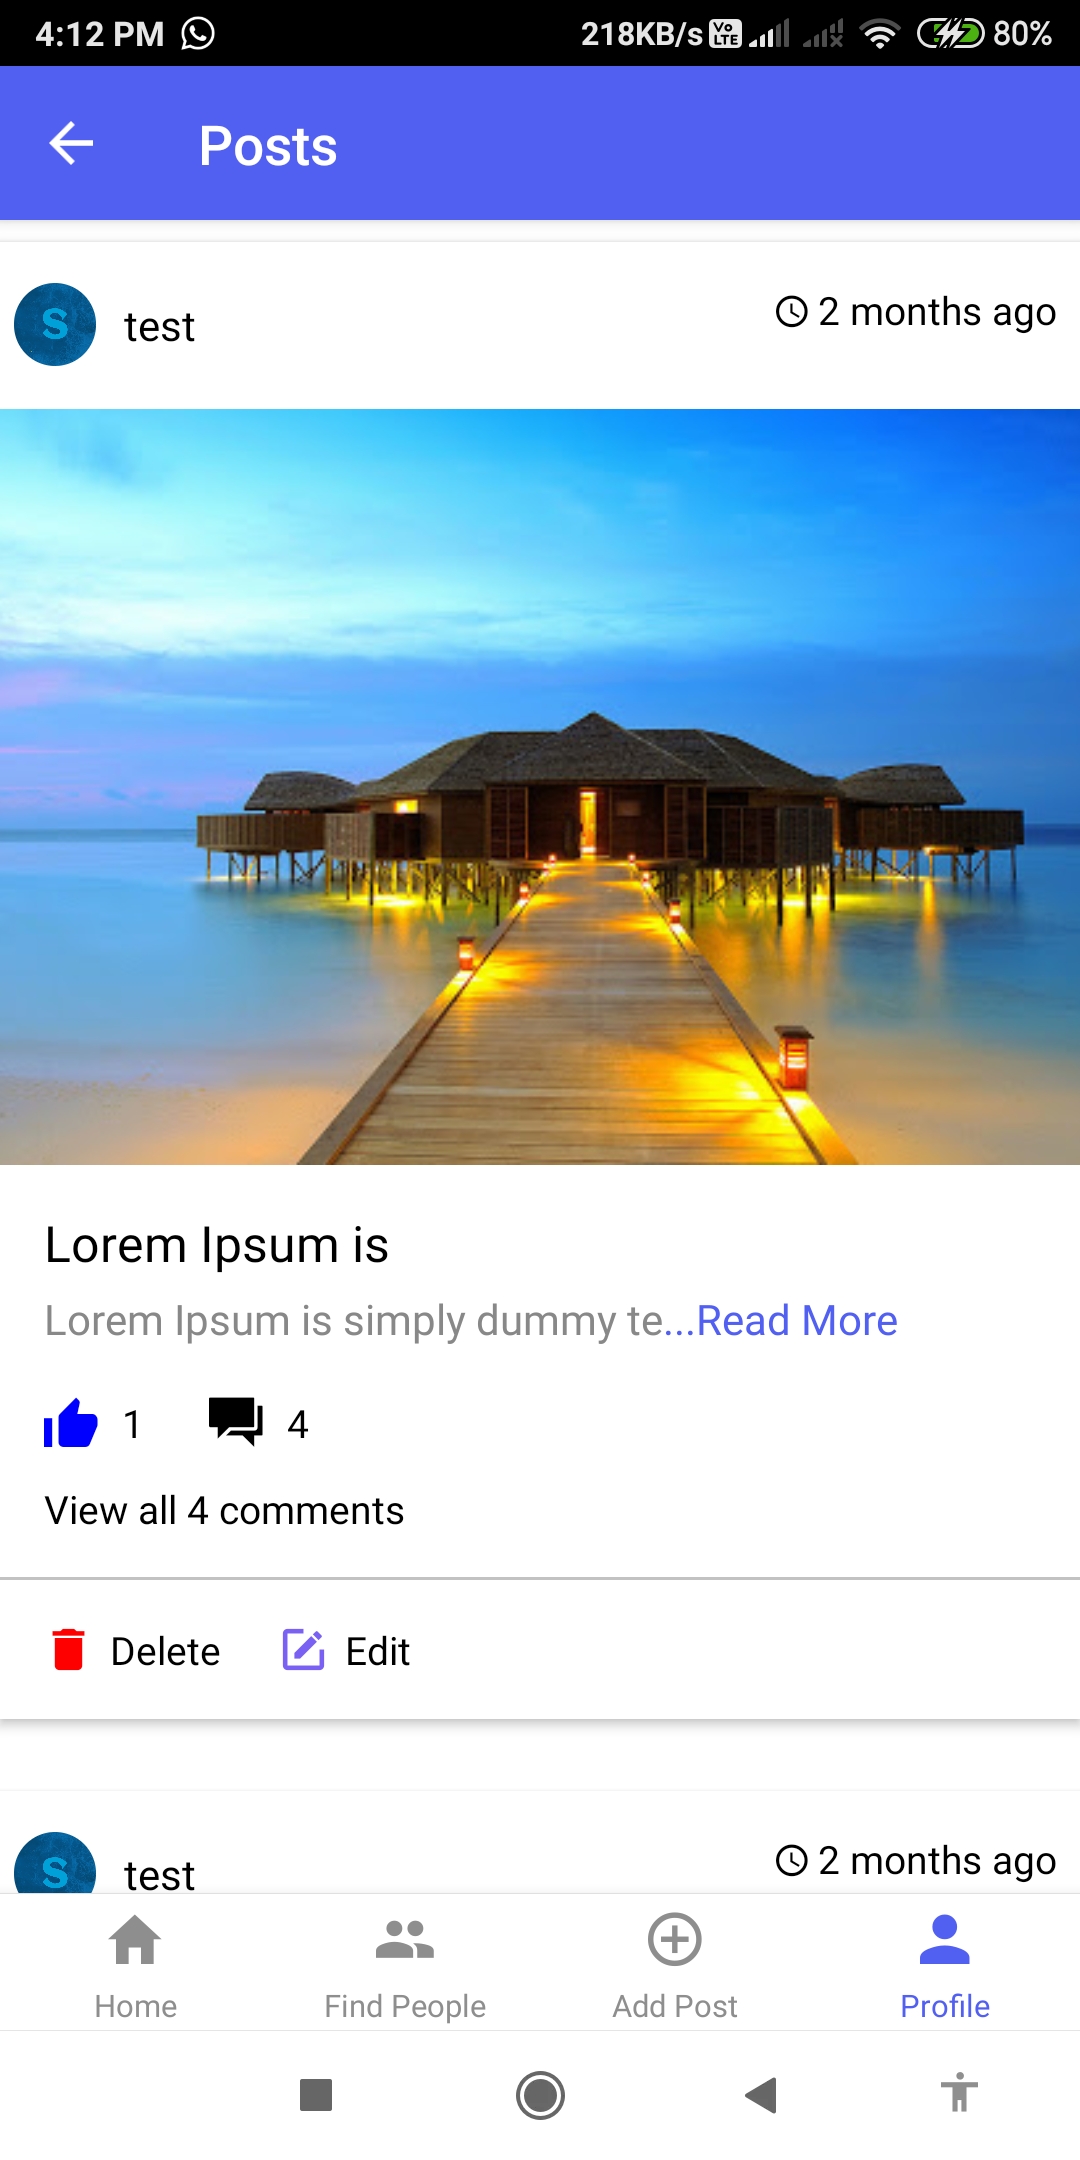 4:12 PM 218KB/s Vo LTE 80%
Posts
S test 2 months ago
Lorem Ipsum is
Lorem Ipsum is simply dummy te...Read More
1 4
View all 4 comments
Delete Edit
S test 2 months ago
Home Find People Add Post Profile